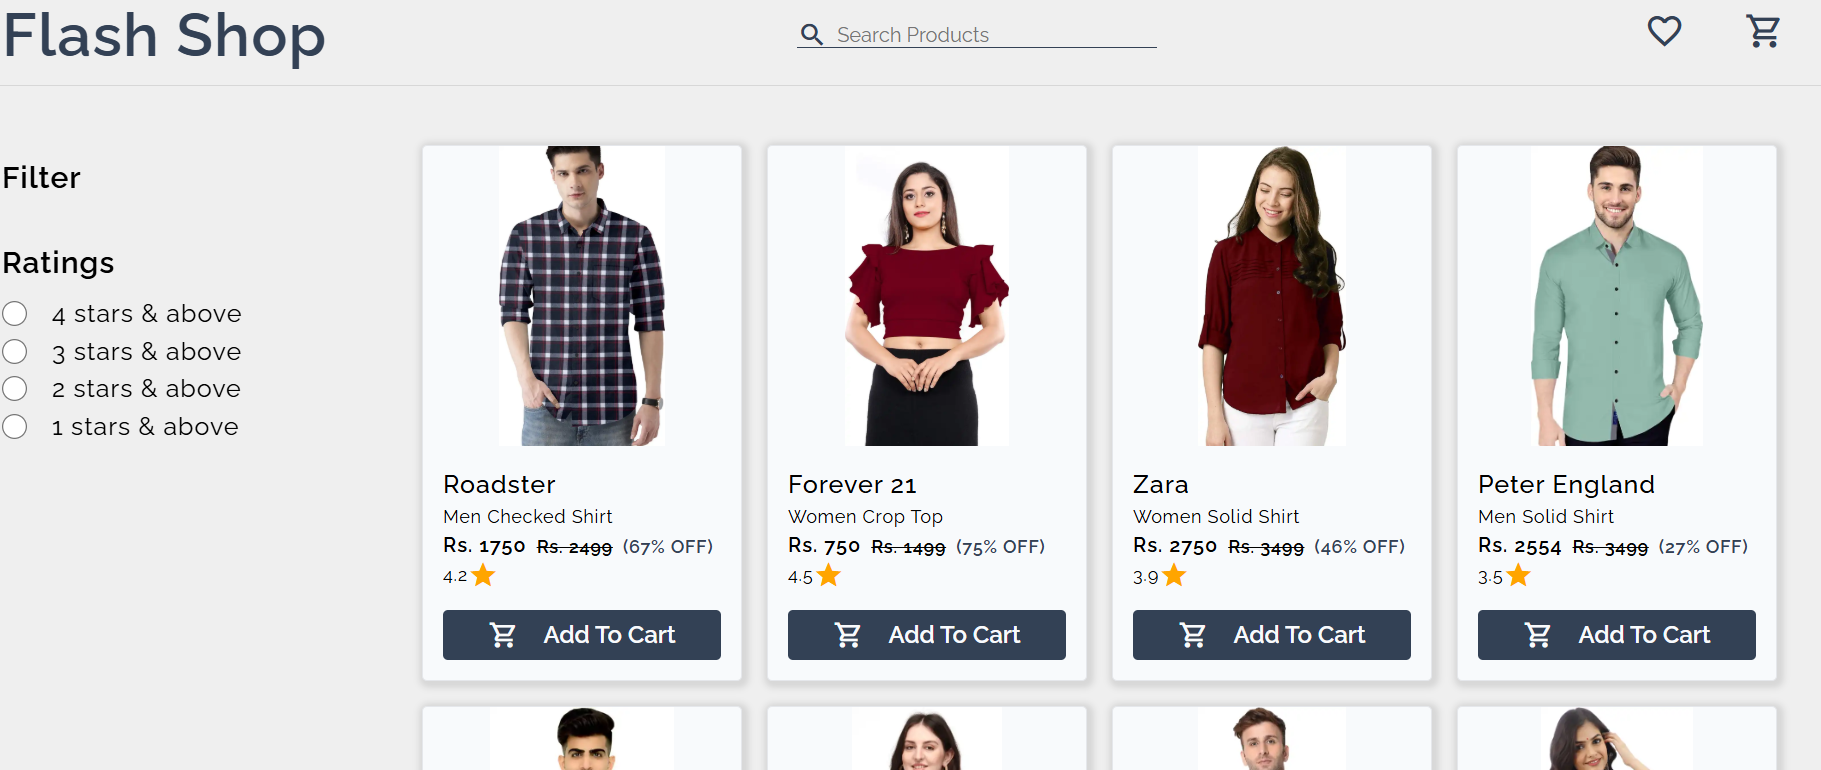 Flash Shop
Search Products
Filter
Ratings
4 stars & above
3 stars & above
2 stars & above
1 stars & above
Roadster
Men Checked Shirt
Rs. 1750 Rs. 2499 (67% OFF)
4.2
Add To Cart
Forever 21
Women Crop Top
Rs. 750 Rs. 1499 (75% OFF)
4.5
Add To Cart
Zara
Women Solid Shirt
Rs. 2750 Rs. 3499 (46% OFF)
3.9
Add To Cart
Peter England
Men Solid Shirt
Rs. 2554 Rs. 3499 (27% OFF)
3.5
Add To Cart